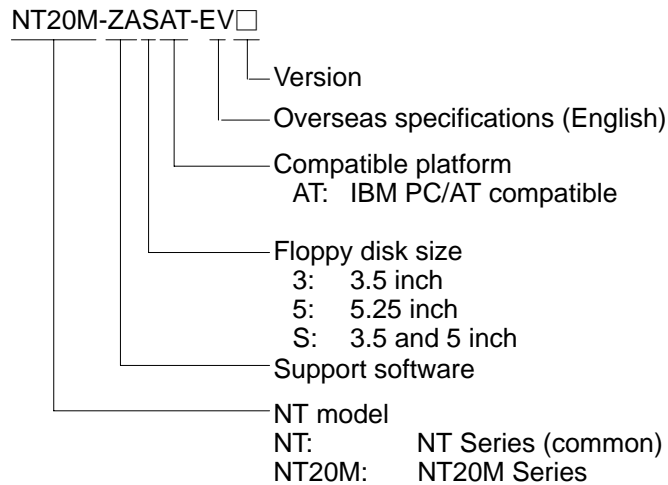 NT20M-ZASAT-EV□
Version
Overseas specifications (English)
Compatible platform
AT: IBM PC/AT compatible
Floppy disk size
3: 3.5 inch
5: 5.25 inch
S: 3.5 and 5 inch
Support software
NT model
NT: NT Series (common)
NT20M: NT20M Series